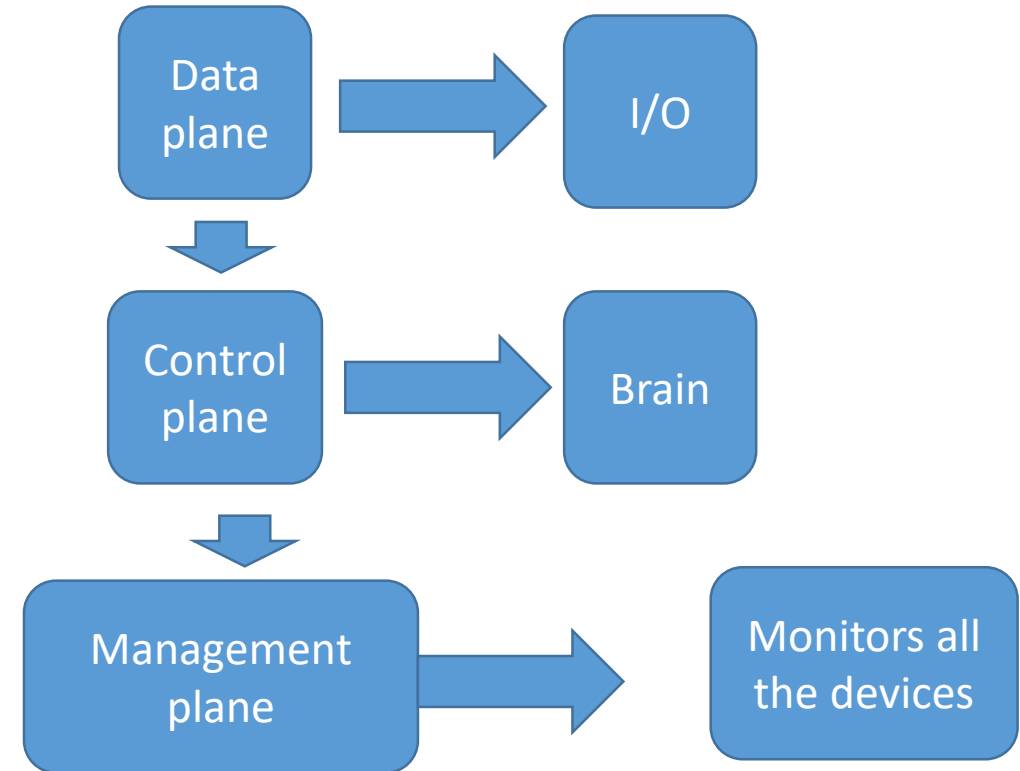 Data
plane
I/O
Control
plane
Brain
Management
plane
Monitors all
the devices